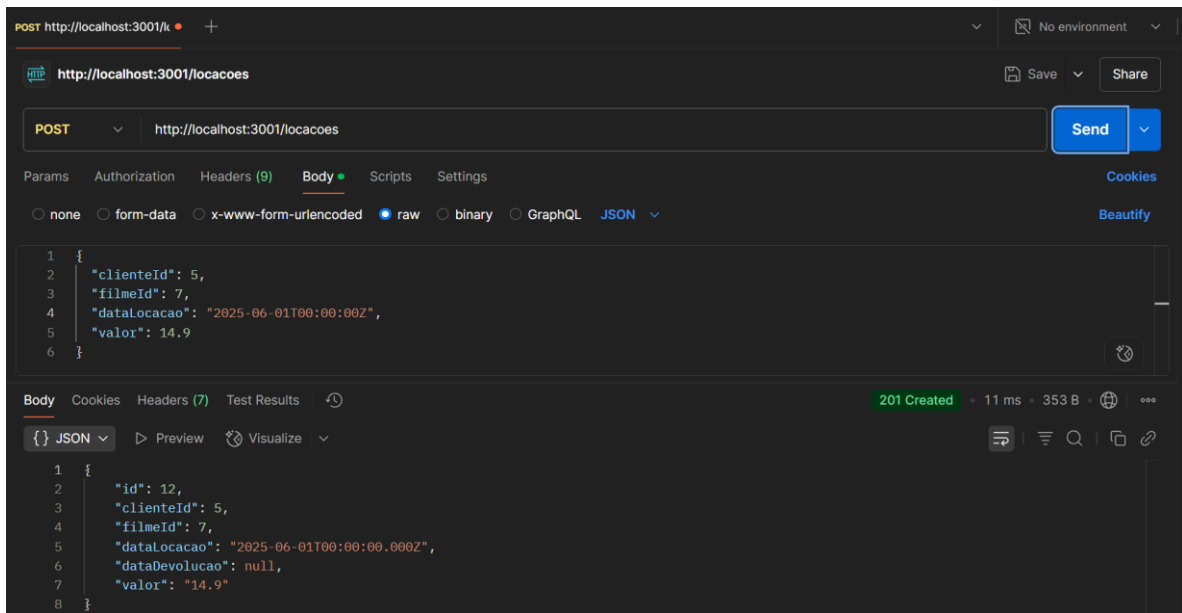 POST http://localhost:3001/lc
No environment
HTTP http://localhost:3001/locacoes
Save Share
POST http://localhost:3001/locacoes Send
Params Authorization Headers (9) Body Scripts Settings Cookies
none form-data x-www-form-urlencoded raw binary GraphQL JSON Beautify
1 {
2 "clienteId": 5,
3 "filmeId": 7,
4 "dataLocacao": "2025-06-01T00:00:00Z",
5 "valor": 14.9
6 }
Body Cookies Headers (7) Test Results 201 Created • 11 ms • 353 B
{} JSON Preview Visualize
1 {
2 "id": 12,
3 "clienteId": 5,
4 "filmeId": 7,
5 "dataLocacao": "2025-06-01T00:00:00.000Z",
6 "dataDevolucao": null,
7 "valor": "14.9"
8 }